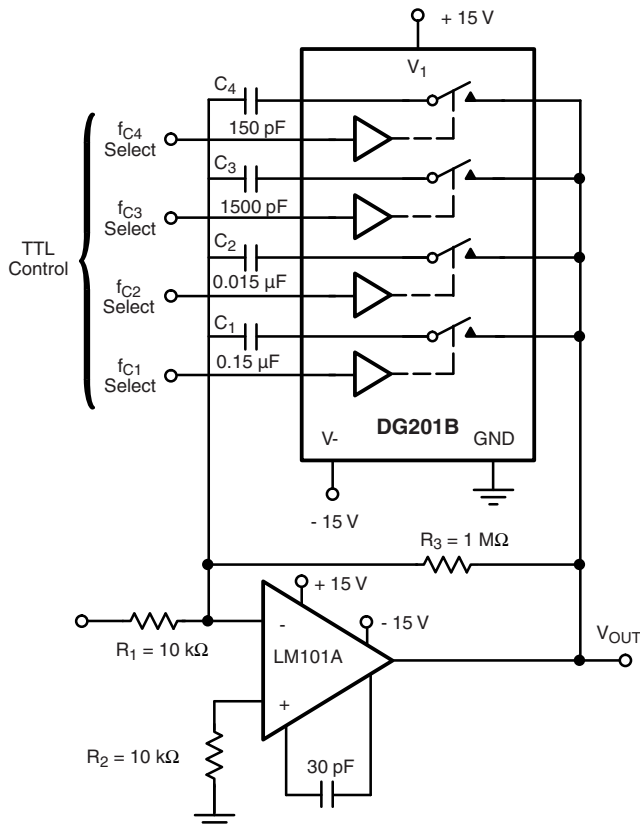 + 15 V
V1
C4
150 pF
fC4
Select
C3
1500 pF
fC3
Select
TTL
Control
C2
0.015 µF
fC2
Select
C1
0.15 µF
fC1
Select
DG201B
V-
GND
- 15 V
R3 = 1 MΩ
+ 15 V
- 15 V
VOUT
-
LM101A
R1 = 10 kΩ
+
R2 = 10 kΩ
30 pF